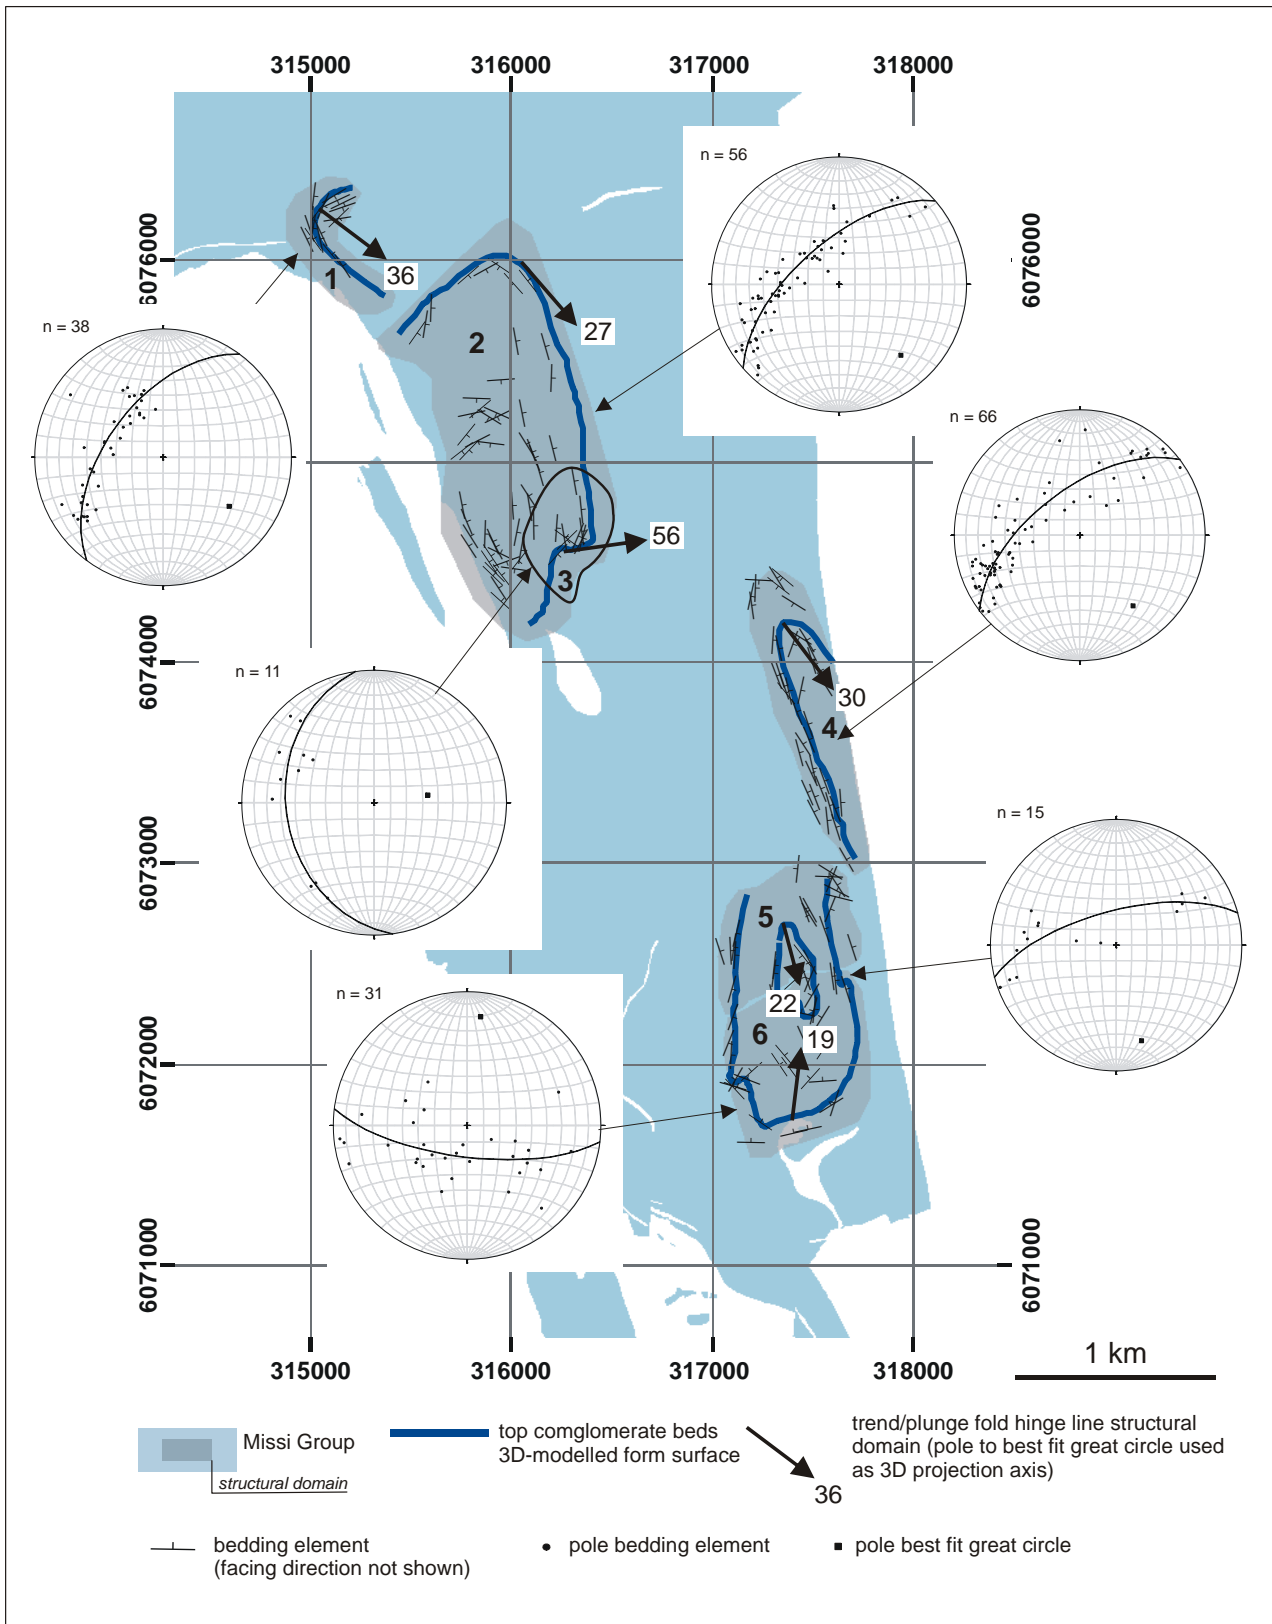 315000
316000
317000
318000
n = 56
6076000
6076000
1
36
2
27
n = 38
n = 66
56
3
6074000
n = 11
30
4
6073000
n = 15
5
n = 31
22
6
19
6072000
6071000
6071000
315000
316000
317000
318000
1 km
Missi Group
structural domain
top comglomerate beds
3D-modelled form surface
36
trend/plunge fold hinge line structural
domain (pole to best fit great circle used
as 3D projection axis)
bedding element
(facing direction not shown)
pole bedding element
pole best fit great circle